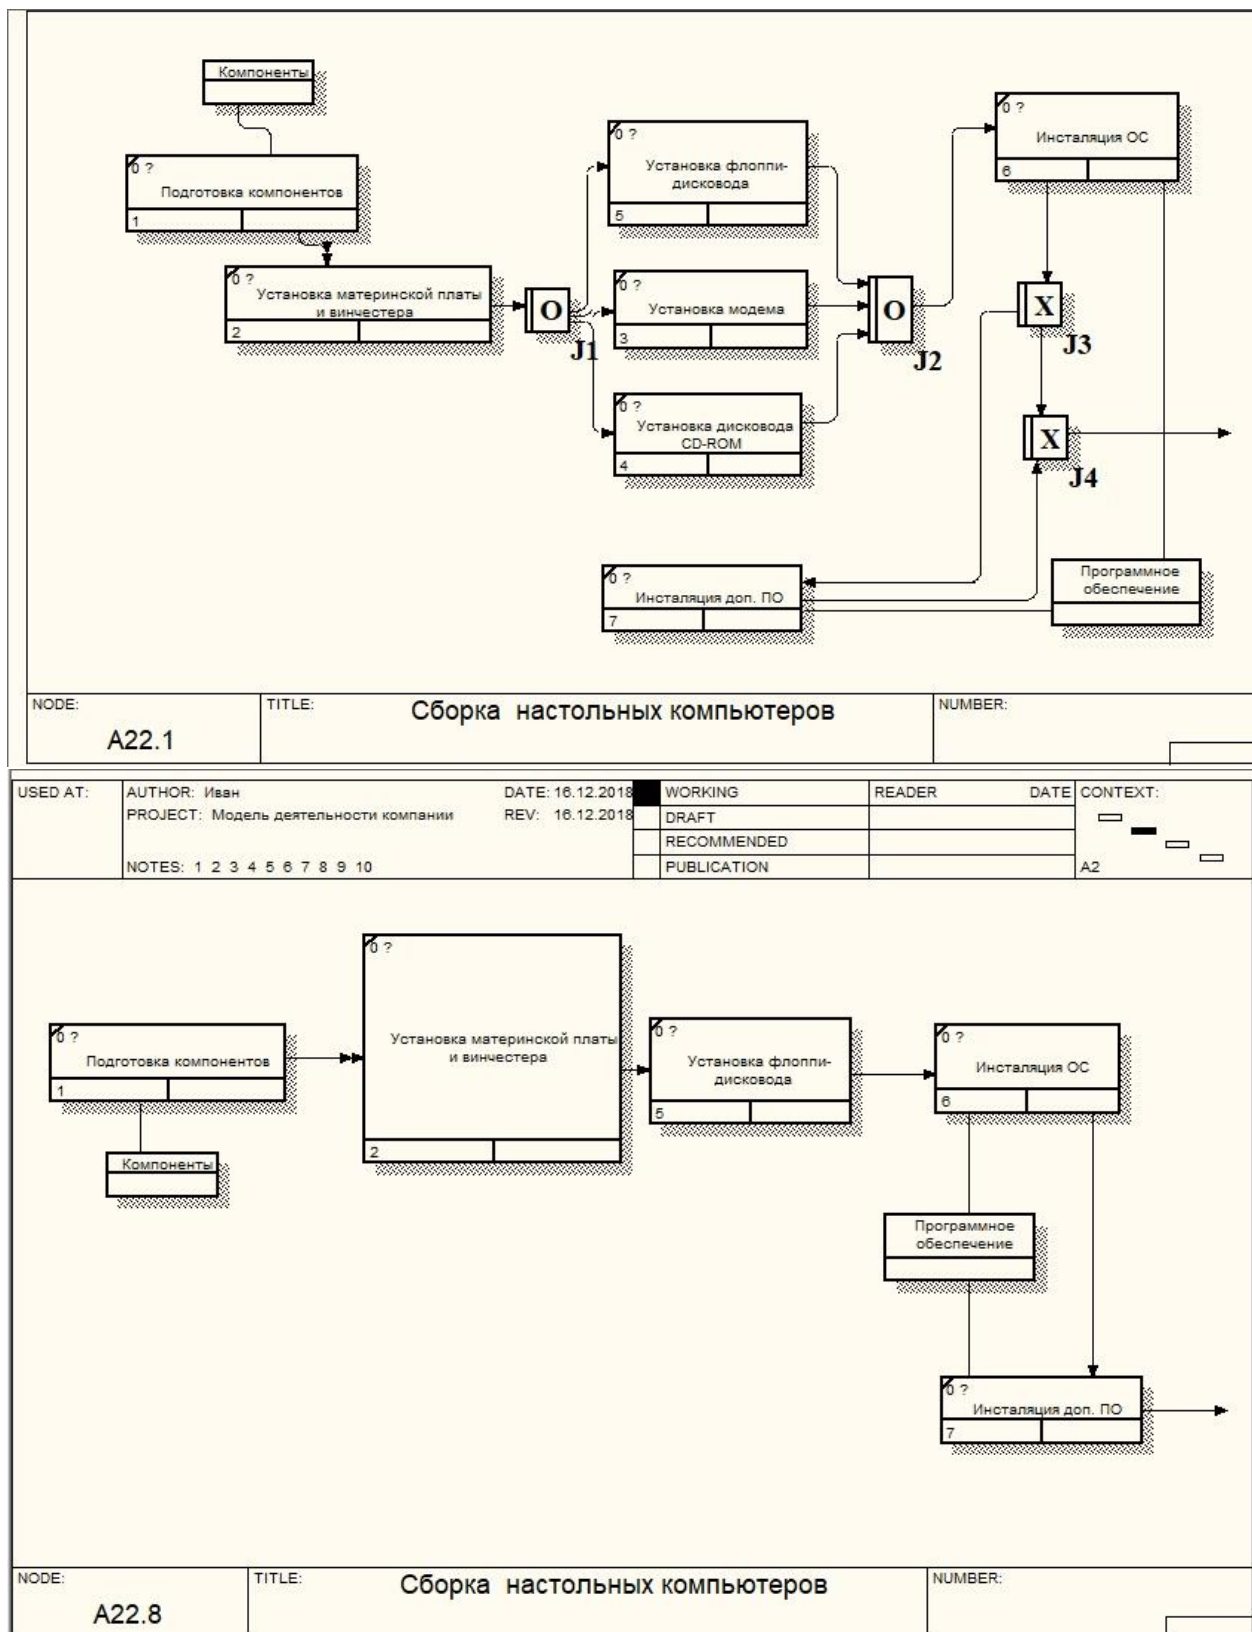 Компоненты
0 ?
Подготовка компонентов
1
0 ?
Установка материнской платы
и винчестера
2
O
J1
0 ?
Установка флоппи-
дисковода
5
0 ?
Установка модема
3
0 ?
Установка дисковода
CD-ROM
4
O
J2
0 ?
Инсталяция ОС
6
X
J3
X
J4
0 ?
Инсталяция доп. ПО
7
Программное
обеспечение
NODE:
A22.1
TITLE:
Сборка настольных компьютеров
NUMBER:
USED AT:
AUTHOR: Иван
DATE: 16.12.2018
PROJECT: Модель деятельности компании
REV: 16.12.2018
NOTES: 1 2 3 4 5 6 7 8 9 10
WORKING
DRAFT
RECOMMENDED
PUBLICATION
READER
DATE
CONTEXT:
A2
0 ?
Подготовка компонентов
1
Компоненты
0 ?
Установка материнской платы
и винчестера
2
0 ?
Установка флоппи-
дисковода
5
0 ?
Инсталяция ОС
6
Программное
обеспечение
0 ?
Инсталяция доп. ПО
7
NODE:
A22.8
TITLE:
Сборка настольных компьютеров
NUMBER: